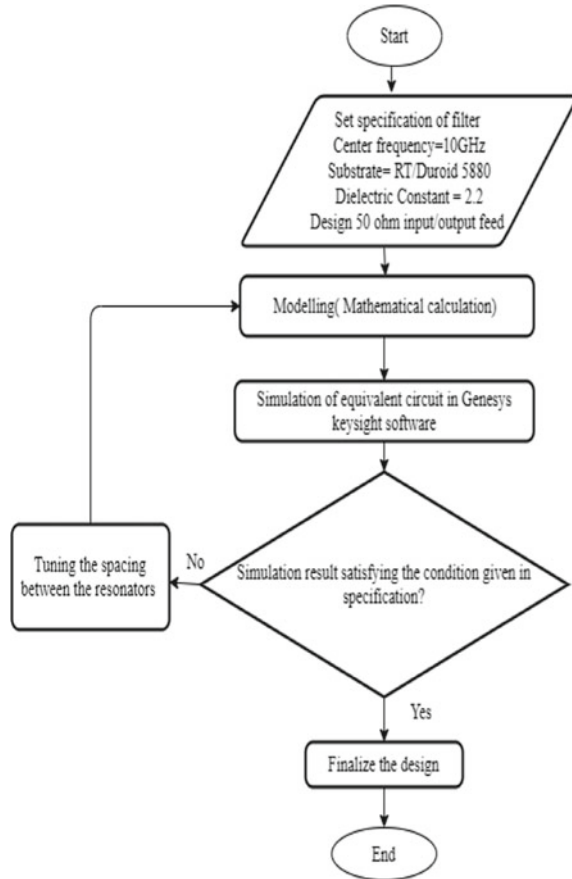 Start
Set specification of filter
Center frequency=10GHz
Substrate= RT/Duroid 5880
Dielectric Constant = 2.2
Design 50 ohm input/output feed
Modelling( Mathematical calculation)
Simulation of equivalent circuit in Genesys
keysight software
Simulation result satisfying the condition given in
specification?
No
Tuning the spacing
between the resonators
Yes
Finalize the design
End